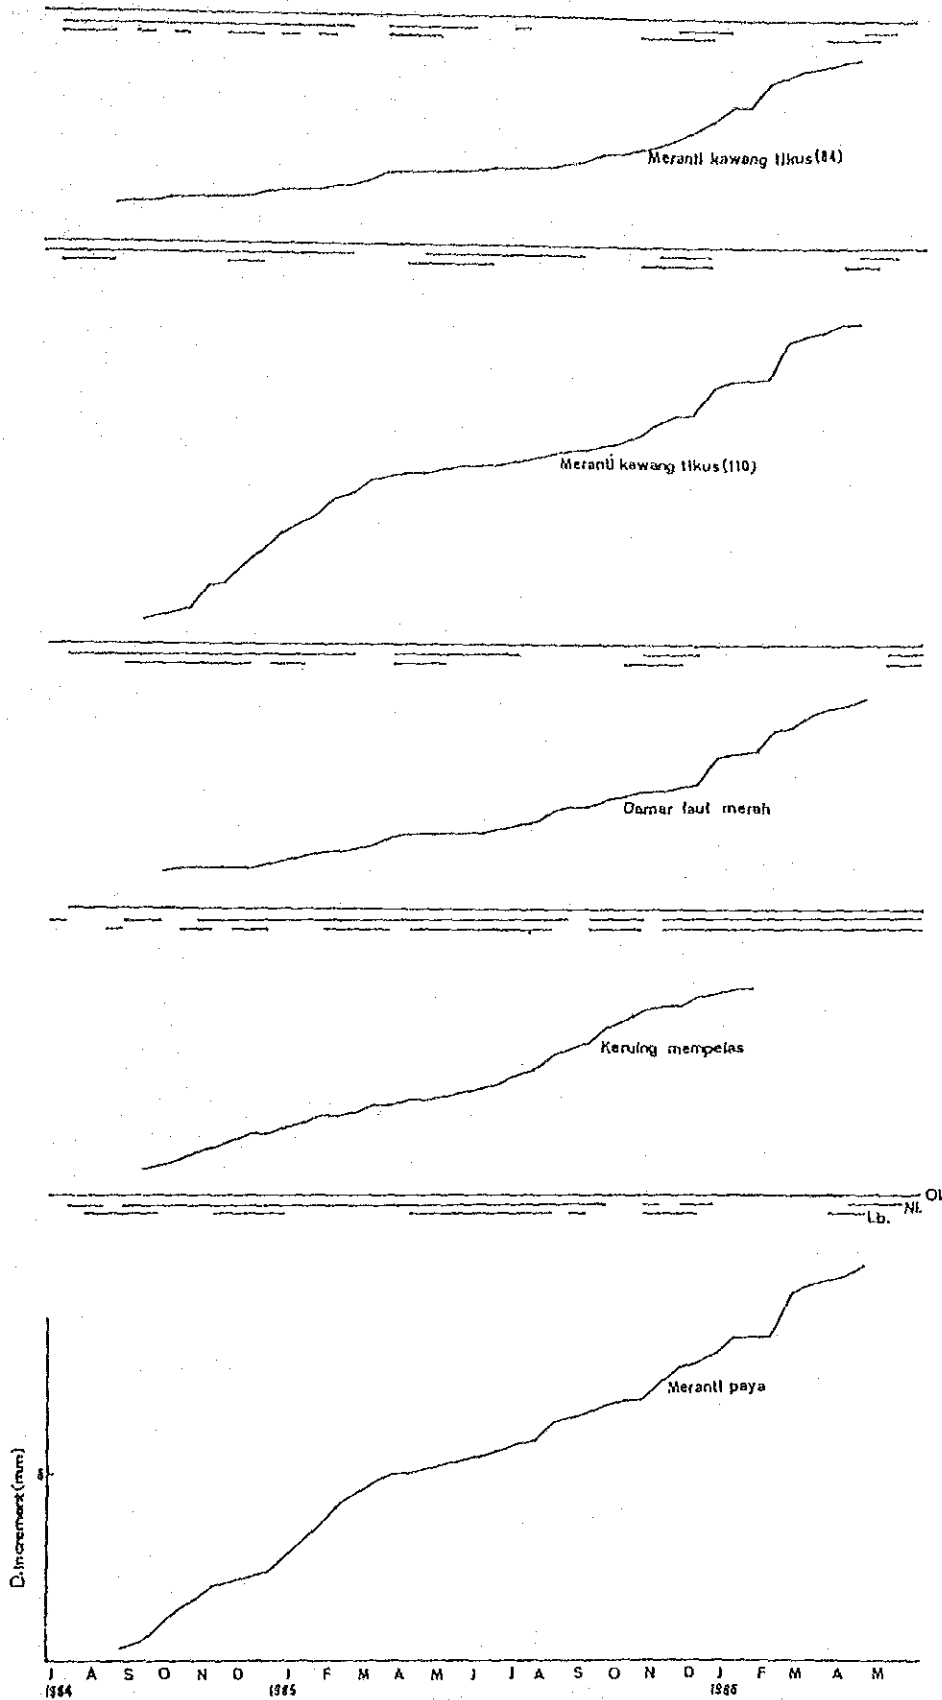 Meranti kawang tikus (84)
Meranti kawang tikus (110)
Damar laut merah
Keruing mempelas
OL
NL
Lb.
Meranti paya
D.Increment (mm)
5
J A S O N D J F M A M J J A S O N D J F M A M
1984 1985 1986